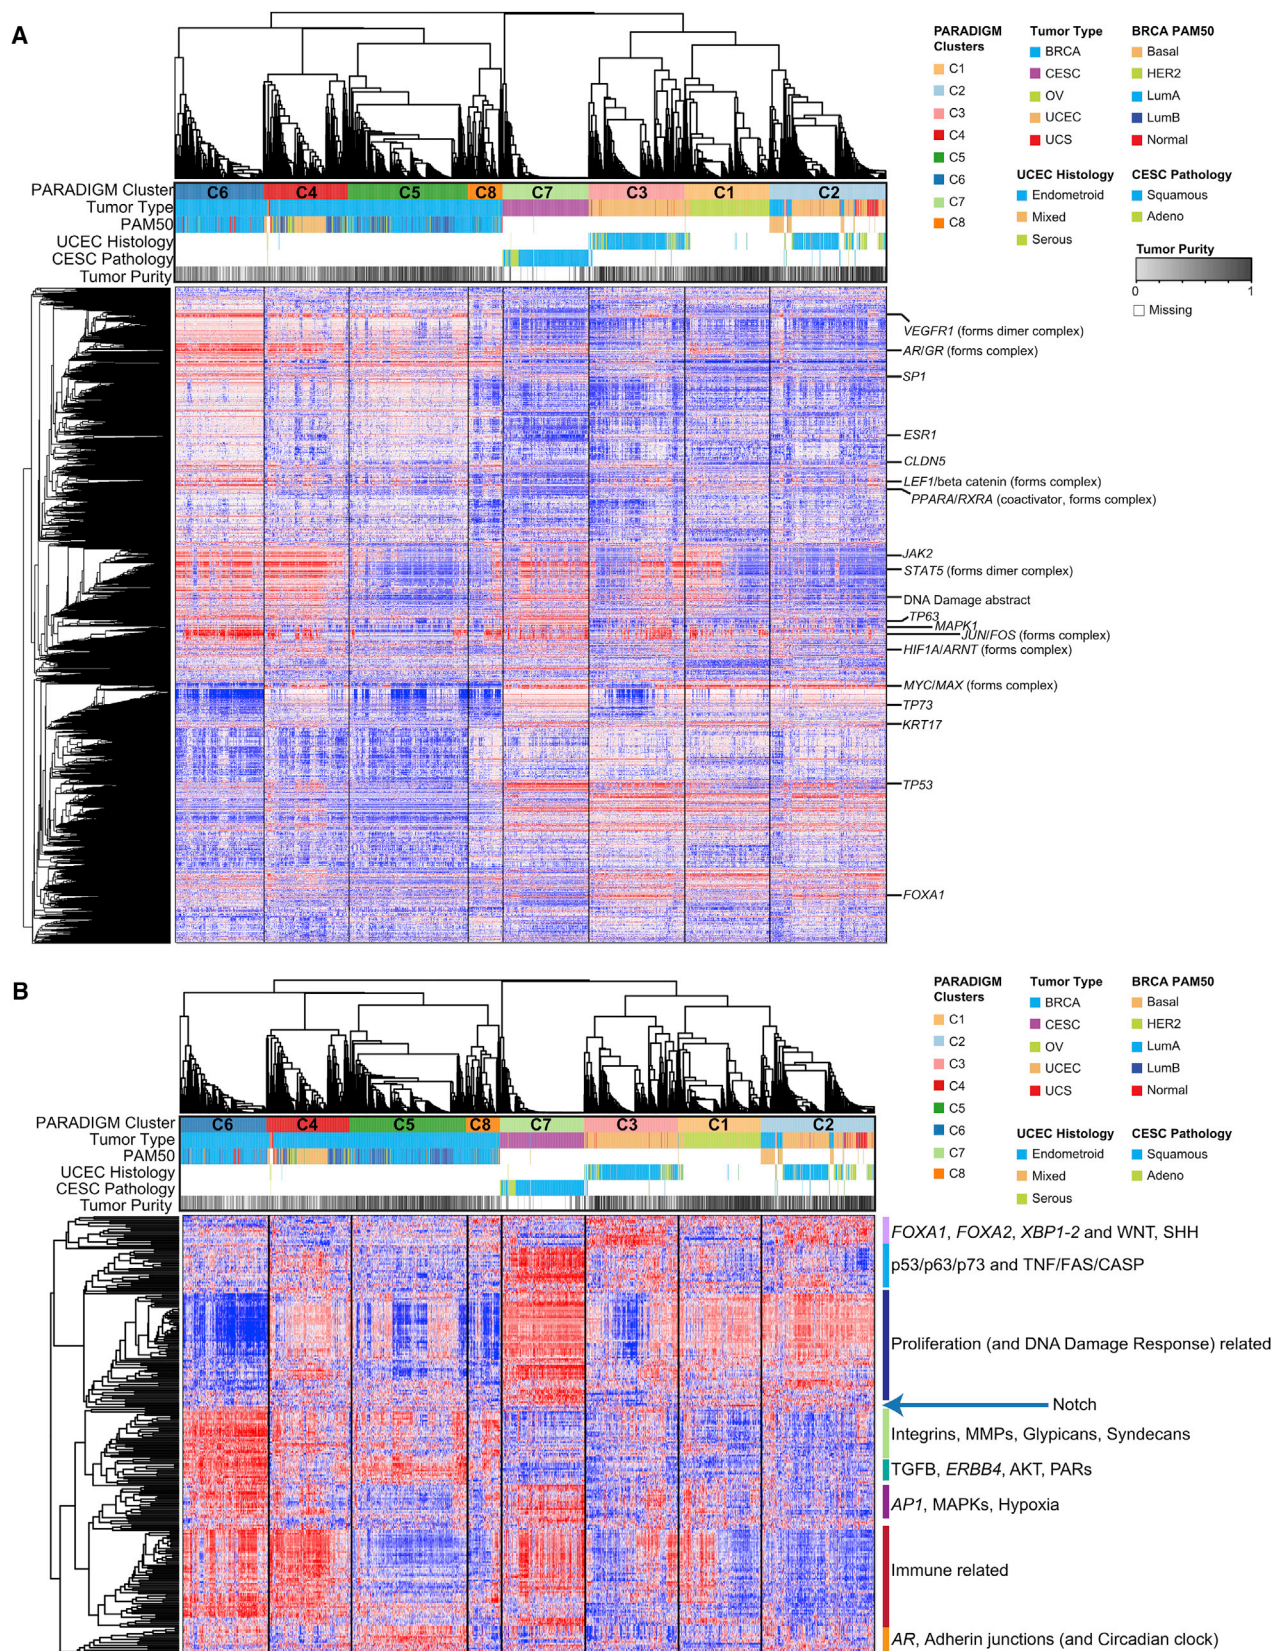 A
PARADIGM
Clusters
C1
C2
C3
C4
C5
C6
C7
C8
Tumor Type
BRCA
CESC
OV
UCEC
UCS
BRCA PAM50
Basal
HER2
LumA
LumB
Normal
UCEC Histology
Endometroid
Mixed
Serous
CESC Pathology
Squamous
Adeno
Tumor Purity
0 1
Missing
PARADIGM Cluster
C6 C4 C5 C8 C7 C3 C1 C2
Tumor Type
PAM50
UCEC Histology
CESC Pathology
Tumor Purity
VEGFR1 (forms dimer complex)
AR/GR (forms complex)
SP1
ESR1
CLDN5
LEF1/beta catenin (forms complex)
PPARA/RXRA (coactivator, forms complex)
JAK2
STAT5 (forms dimer complex)
DNA Damage abstract
TP63
MAPK1
JUN/FOS (forms complex)
HIF1A/ARNT (forms complex)
MYC/MAX (forms complex)
TP73
KRT17
TP53
FOXA1
B
PARADIGM
Clusters
C1
C2
C3
C4
C5
C6
C7
C8
Tumor Type
BRCA
CESC
OV
UCEC
UCS
BRCA PAM50
Basal
HER2
LumA
LumB
Normal
UCEC Histology
Endometroid
Mixed
Serous
CESC Pathology
Squamous
Adeno
PARADIGM Cluster
C6 C4 C5 C8 C7 C3 C1 C2
Tumor Type
PAM50
UCEC Histology
CESC Pathology
Tumor Purity
FOXA1, FOXA2, XBP1-2 and WNT, SHH
p53/p63/p73 and TNF/FAS/CASP
Proliferation (and DNA Damage Response) related
Notch
Integrins, MMPs, Glypicans, Syndecans
TGFB, ERBB4, AKT, PARs
AP1, MAPKs, Hypoxia
Immune related
AR, Adherin junctions (and Circadian clock)